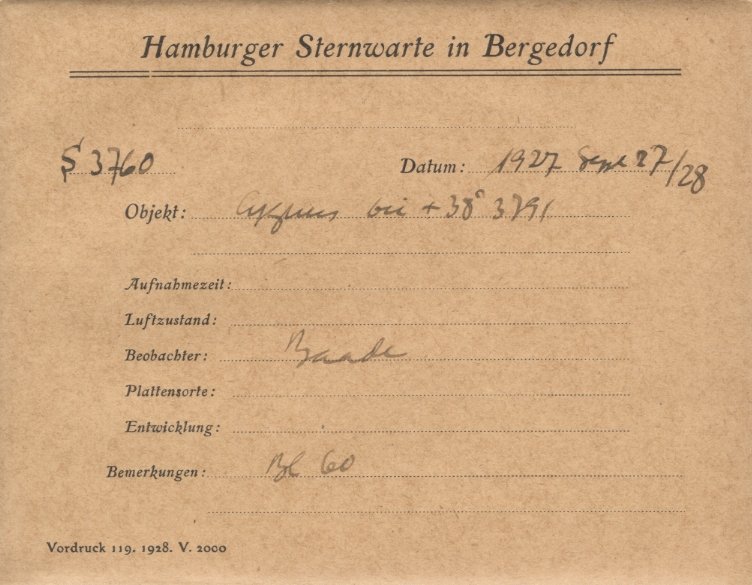 Hamburger Sternwarte in Bergedorf
S 3760 Datum: 1927 Sept 27/28
Objekt: Cygnus bei +38° 3791
Aufnahmezeit:
Luftzustand:
Beobachter: Baade
Plattensorte:
Entwicklung:
Bemerkungen: Bl 60
Vordruck 119. 1928. V. 2000